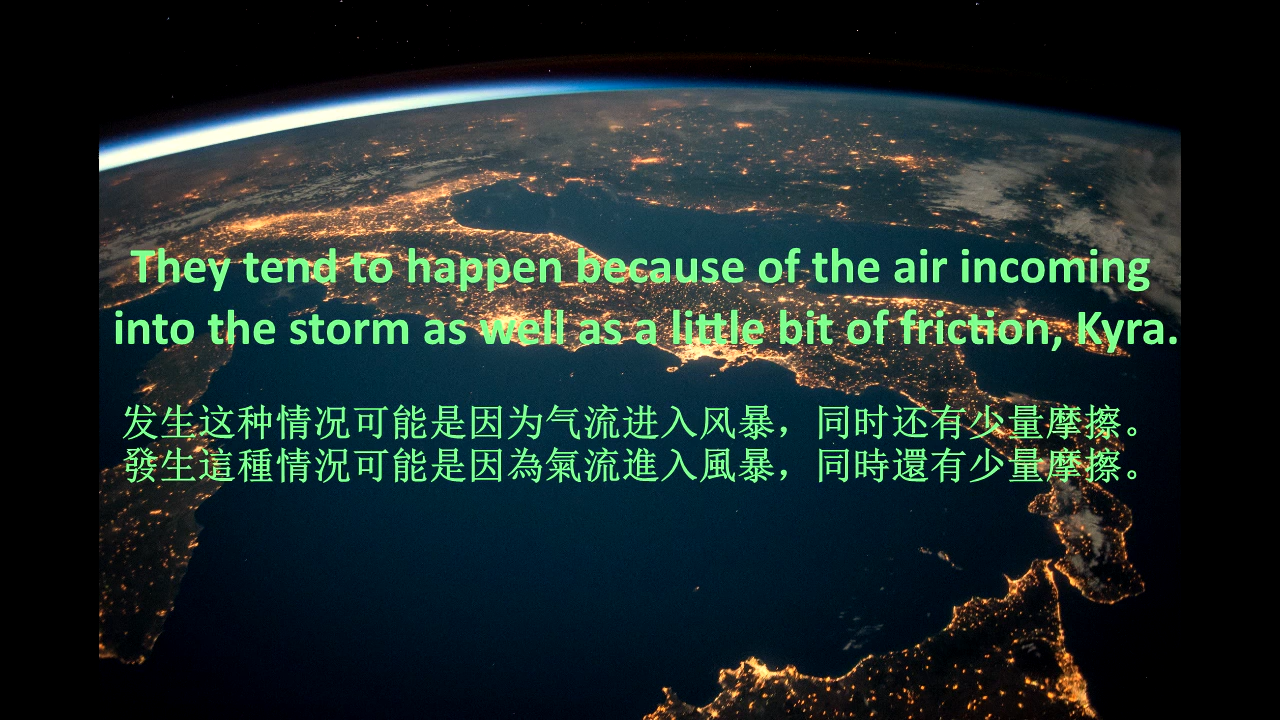 They tend to happen because of the air incoming
into the storm as well as a little bit of friction, Kyra.
发生这种情况可能是因为气流进入风暴，同时还有少量摩擦。
發生這種情況可能是因為氣流進入風暴，同時還有少量摩擦。